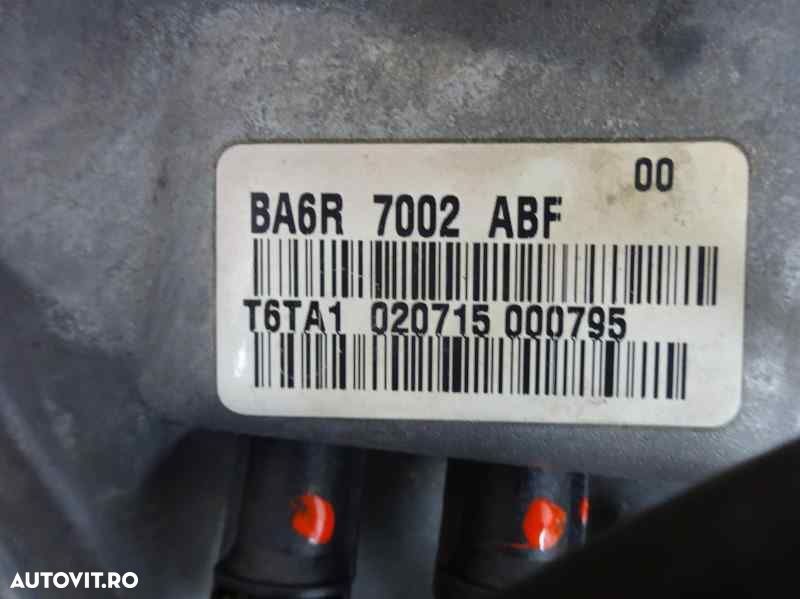 00
BA6R 7002 ABF
T6TA1 020715 000795
AUTOVIT.RO